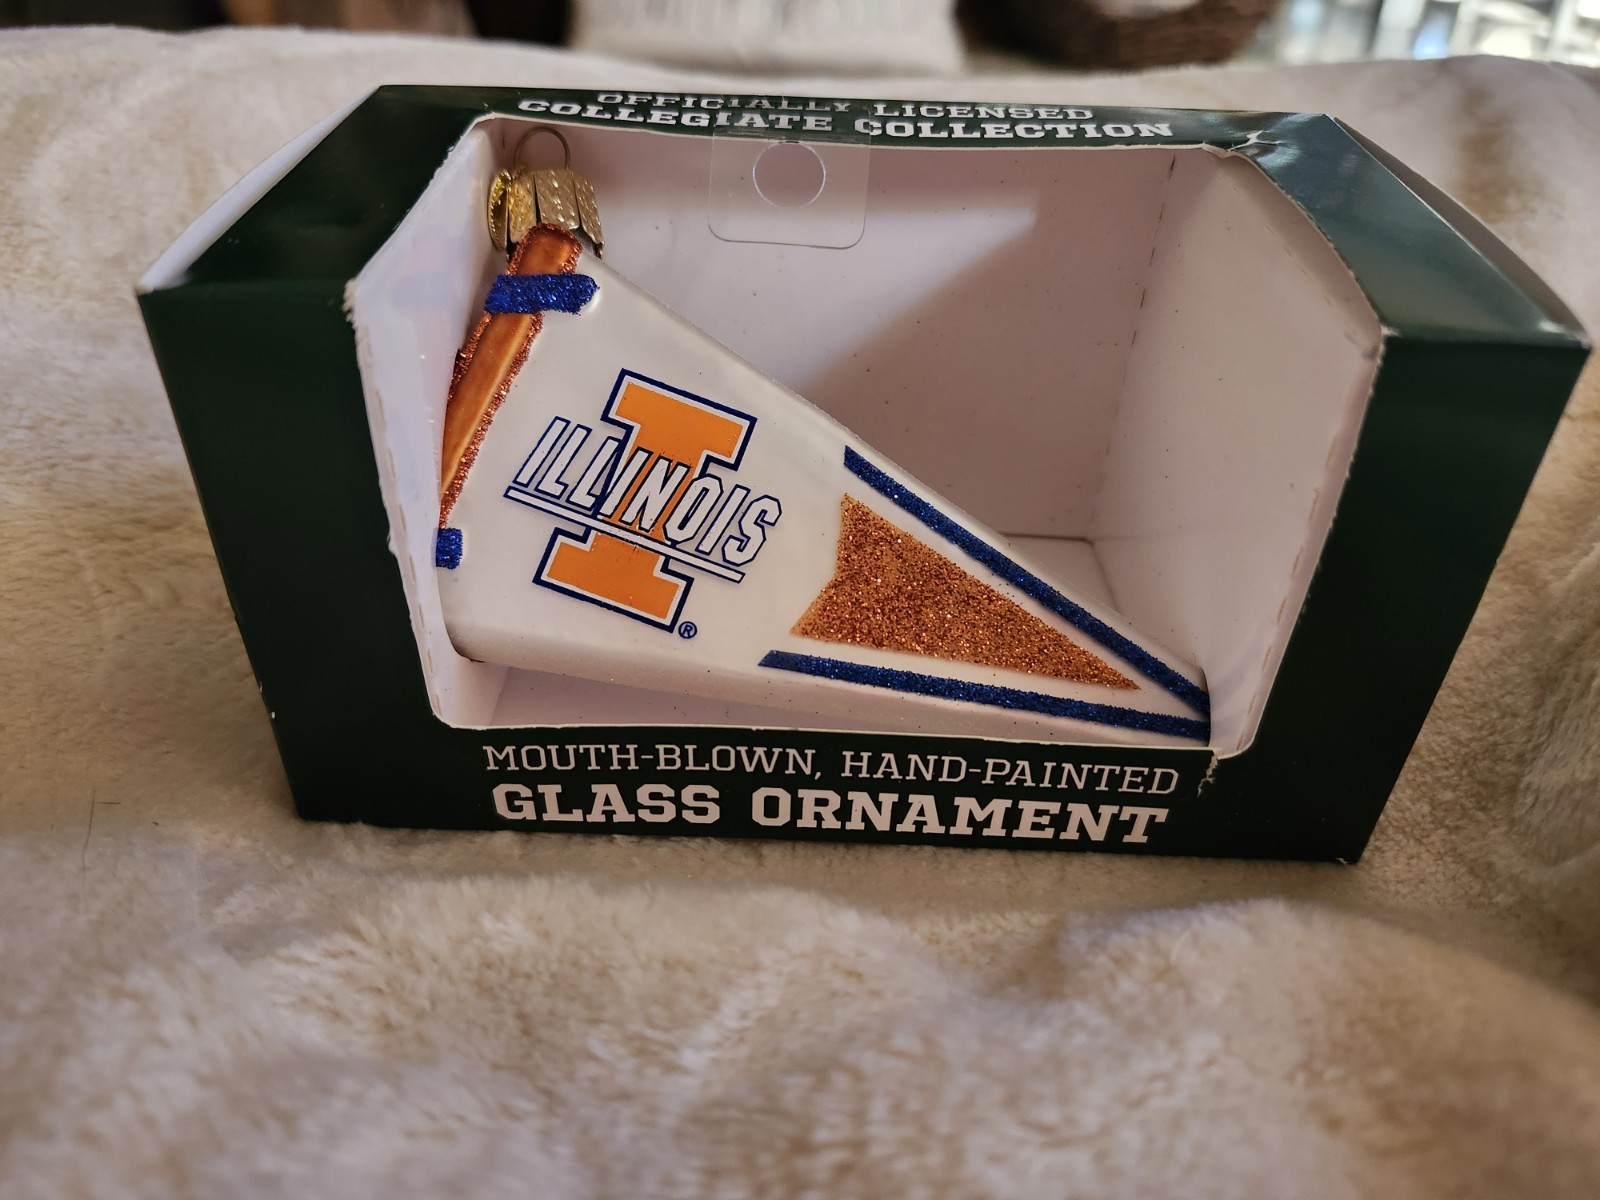 OFFICIALLY LICENSED
COLLEGIATE COLLECTION
I
ILLINOIS
®
MOUTH-BLOWN, HAND-PAINTED
GLASS ORNAMENT